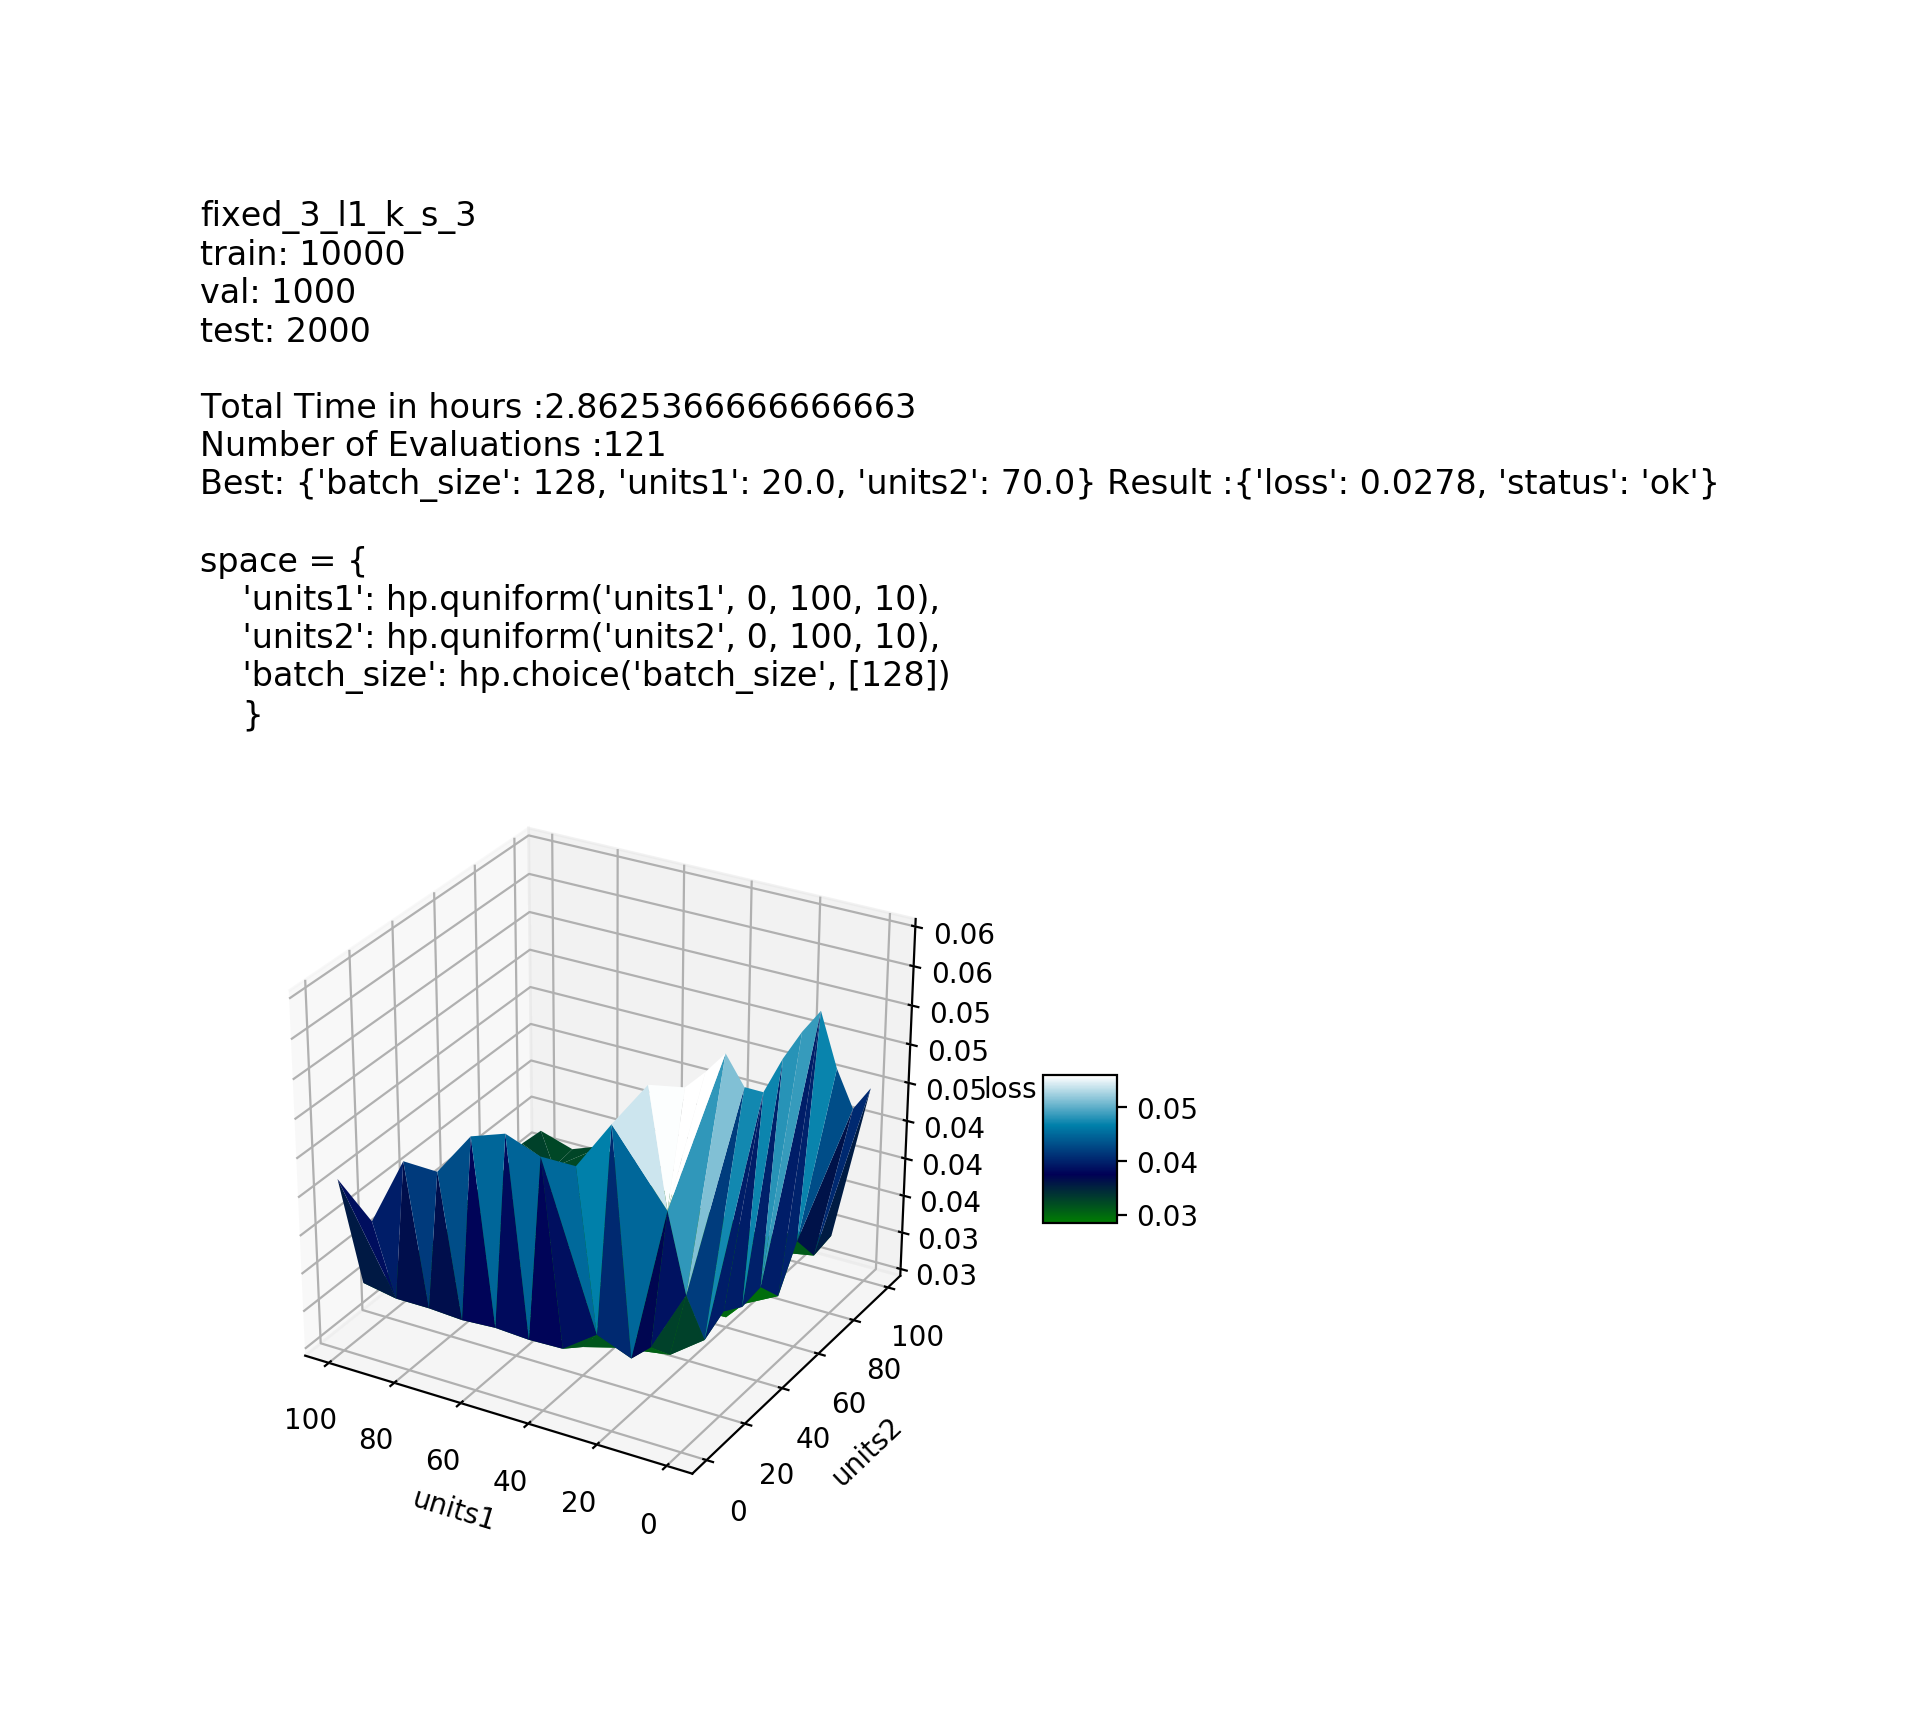 fixed_3_l1_k_s_3
train: 10000
val: 1000
test: 2000
Total Time in hours :2.8625366666666663
Number of Evaluations :121
Best: {'batch_size': 128, 'units1': 20.0, 'units2': 70.0} Result :{'loss': 0.0278, 'status': 'ok'}
space = {
'units1': hp.quniform('units1', 0, 100, 10),
'units2': hp.quniform('units2', 0, 100, 10),
'batch_size': hp.choice('batch_size', [128])
}
0.06
0.06
0.05
0.05
0.05
0.04
0.04
0.04
0.03
0.03
loss
0.05
0.04
0.03
100
80
60
40
20
0
units1
0
20
40
60
80
100
units2